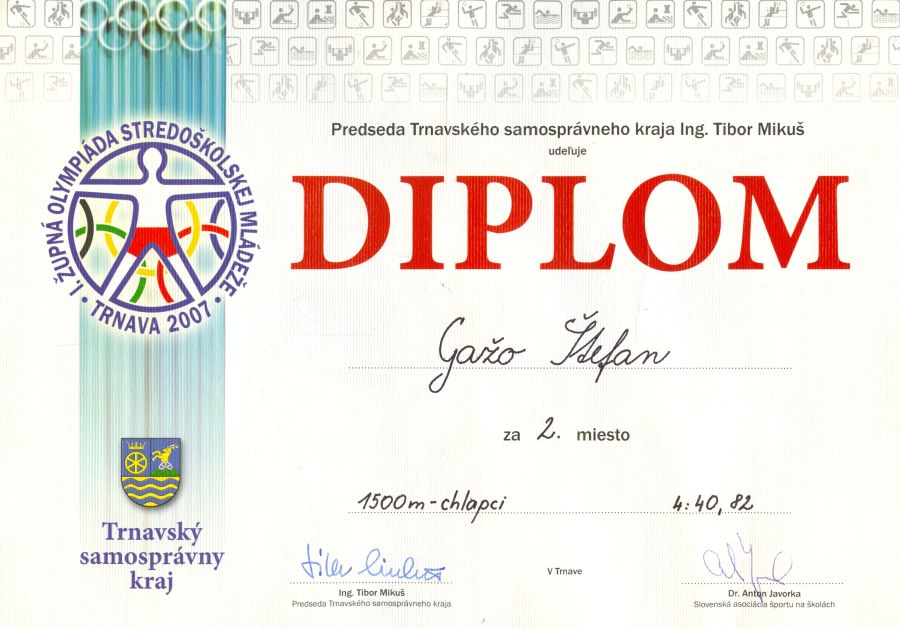 I. ŽUPNÁ OLYMPIÁDA STREDOŠKOLSKEJ MLÁDEŽE
• TRNAVA 2007 •
Predseda Trnavského samosprávneho kraja Ing. Tibor Mikuš
udeľuje
DIPLOM
Gažo Štefan
za 2. miesto
1500m-chlapci 4:40,82
Trnavský
samosprávny
kraj
Ing. Tibor Mikuš
Predseda Trnavského samosprávneho kraja
V Trnave
Dr. Anton Javorka
Slovenská asociácia športu na školách